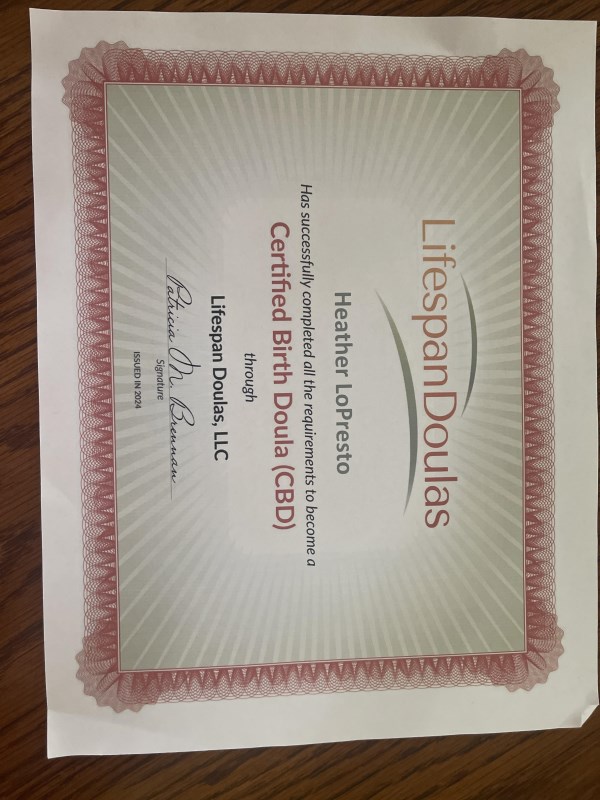 LifespanDoulas
Heather LoPresto
Has successfully completed all the requirements to become a
Certified Birth Doula (CBD)
through
Lifespan Doulas, LLC
Patricia M. Brennan
Signature
ISSUED IN 2024